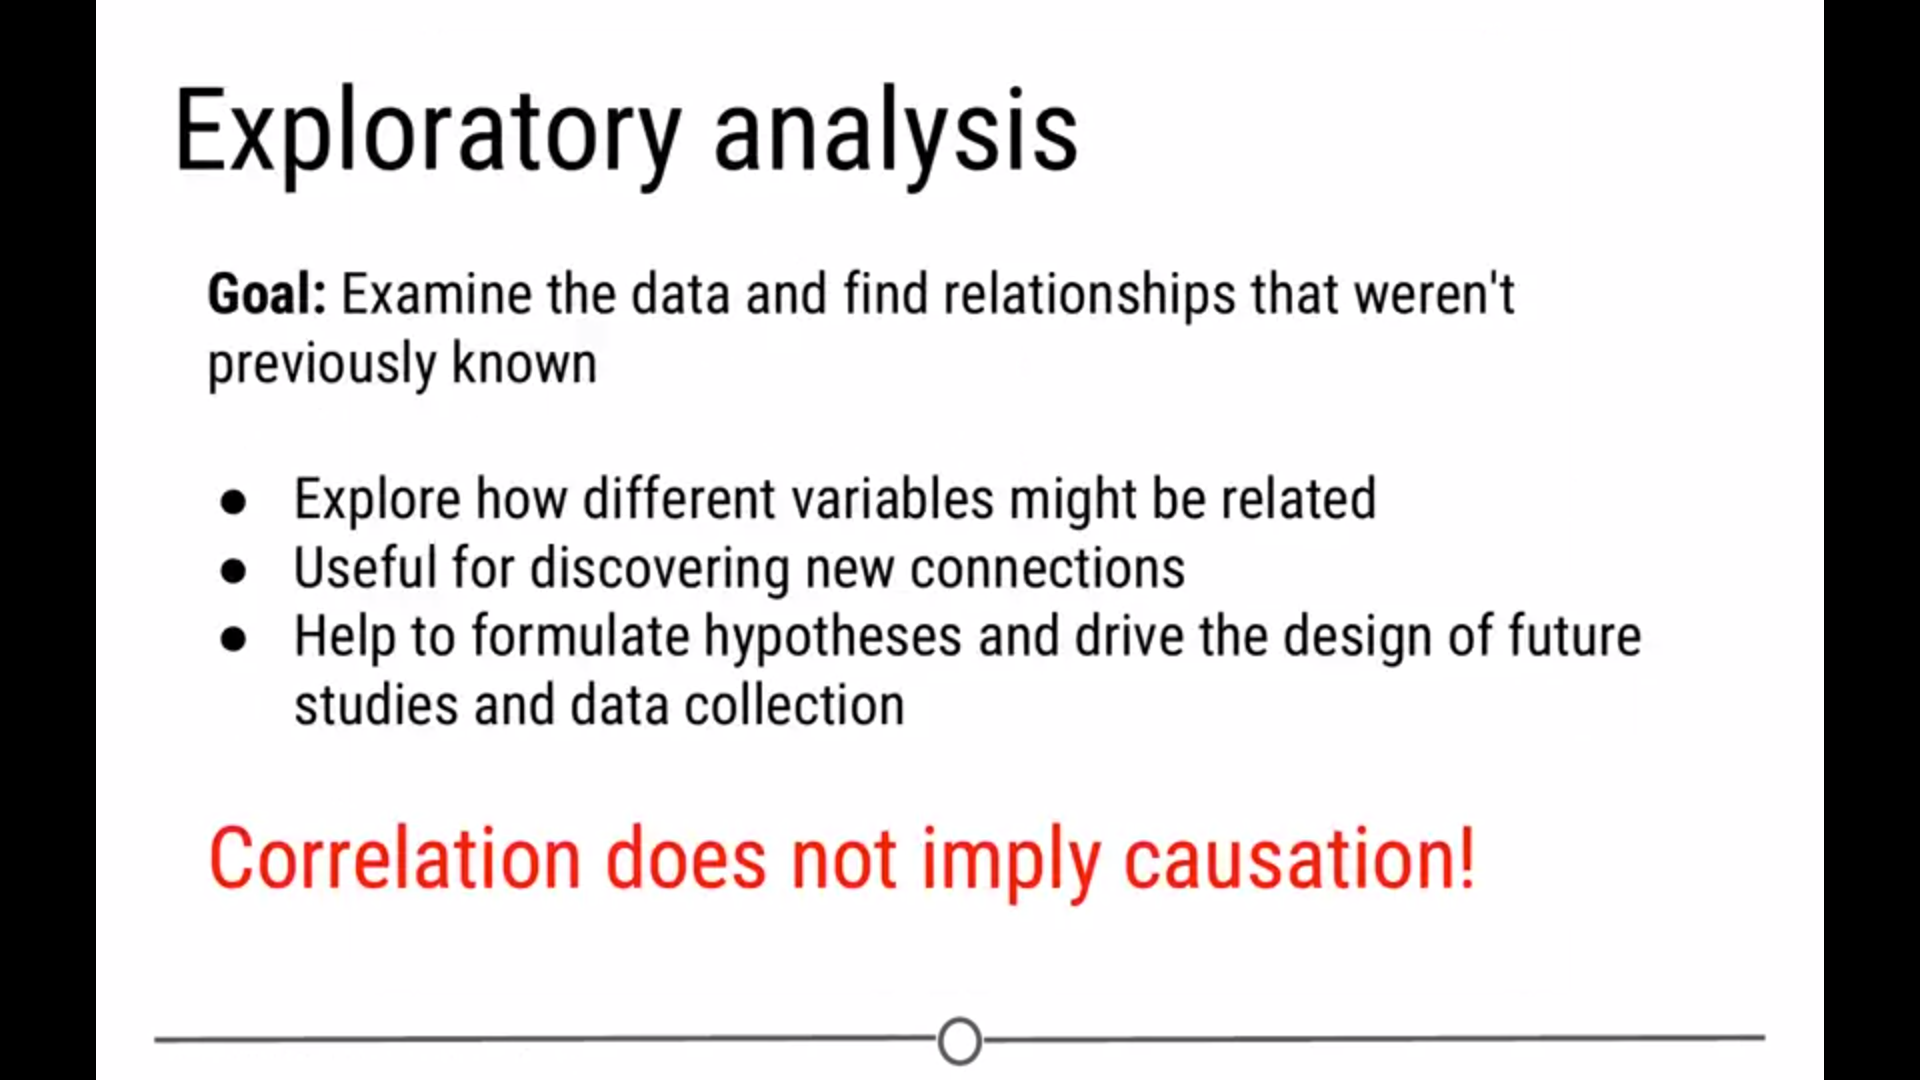 Exploratory analysis
Goal: Examine the data and find relationships that weren't
previously known
● Explore how different variables might be related
● Useful for discovering new connections
● Help to formulate hypotheses and drive the design of future
studies and data collection
Correlation does not imply causation!